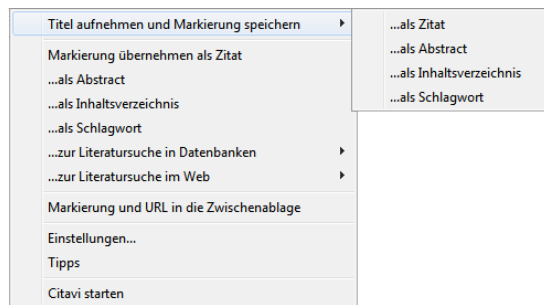 Titel aufnehmen und Markierung speichern
Markierung übernehmen als Zitat
...als Abstract
...als Inhaltsverzeichnis
...als Schlagwort
...zur Literatursuche in Datenbanken
...zur Literatursuche im Web
Markierung und URL in die Zwischenablage
Einstellungen...
Tipps
Citavi starten
...als Zitat
...als Abstract
...als Inhaltsverzeichnis
...als Schlagwort